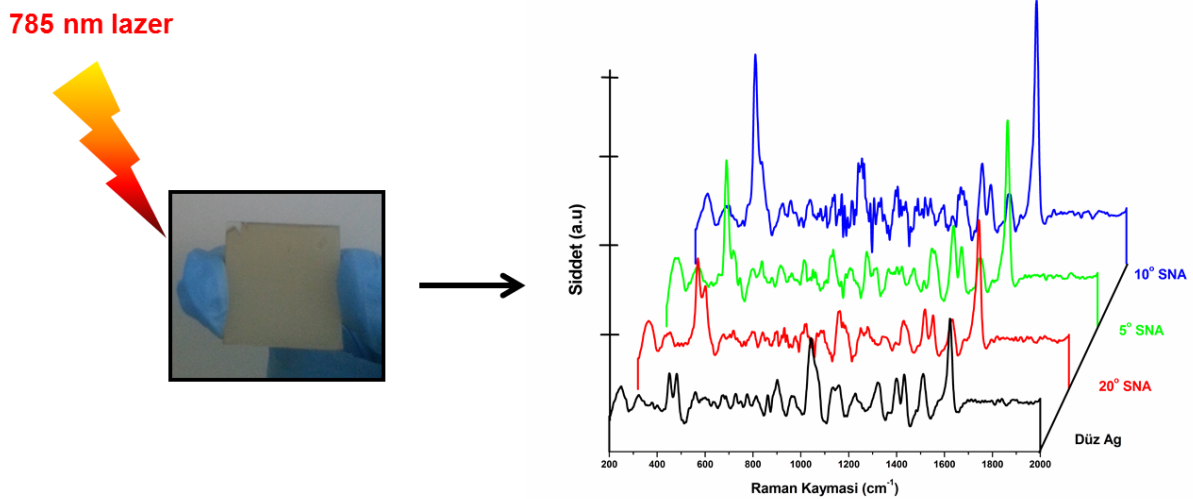 785 nm lazer
Siddet (a.u)
10° SNA
5° SNA
20° SNA
Düz Ag
200 400 600 800 1000 1200 1400 1600 1800 2000
Raman Kaymasi (cm⁻¹)